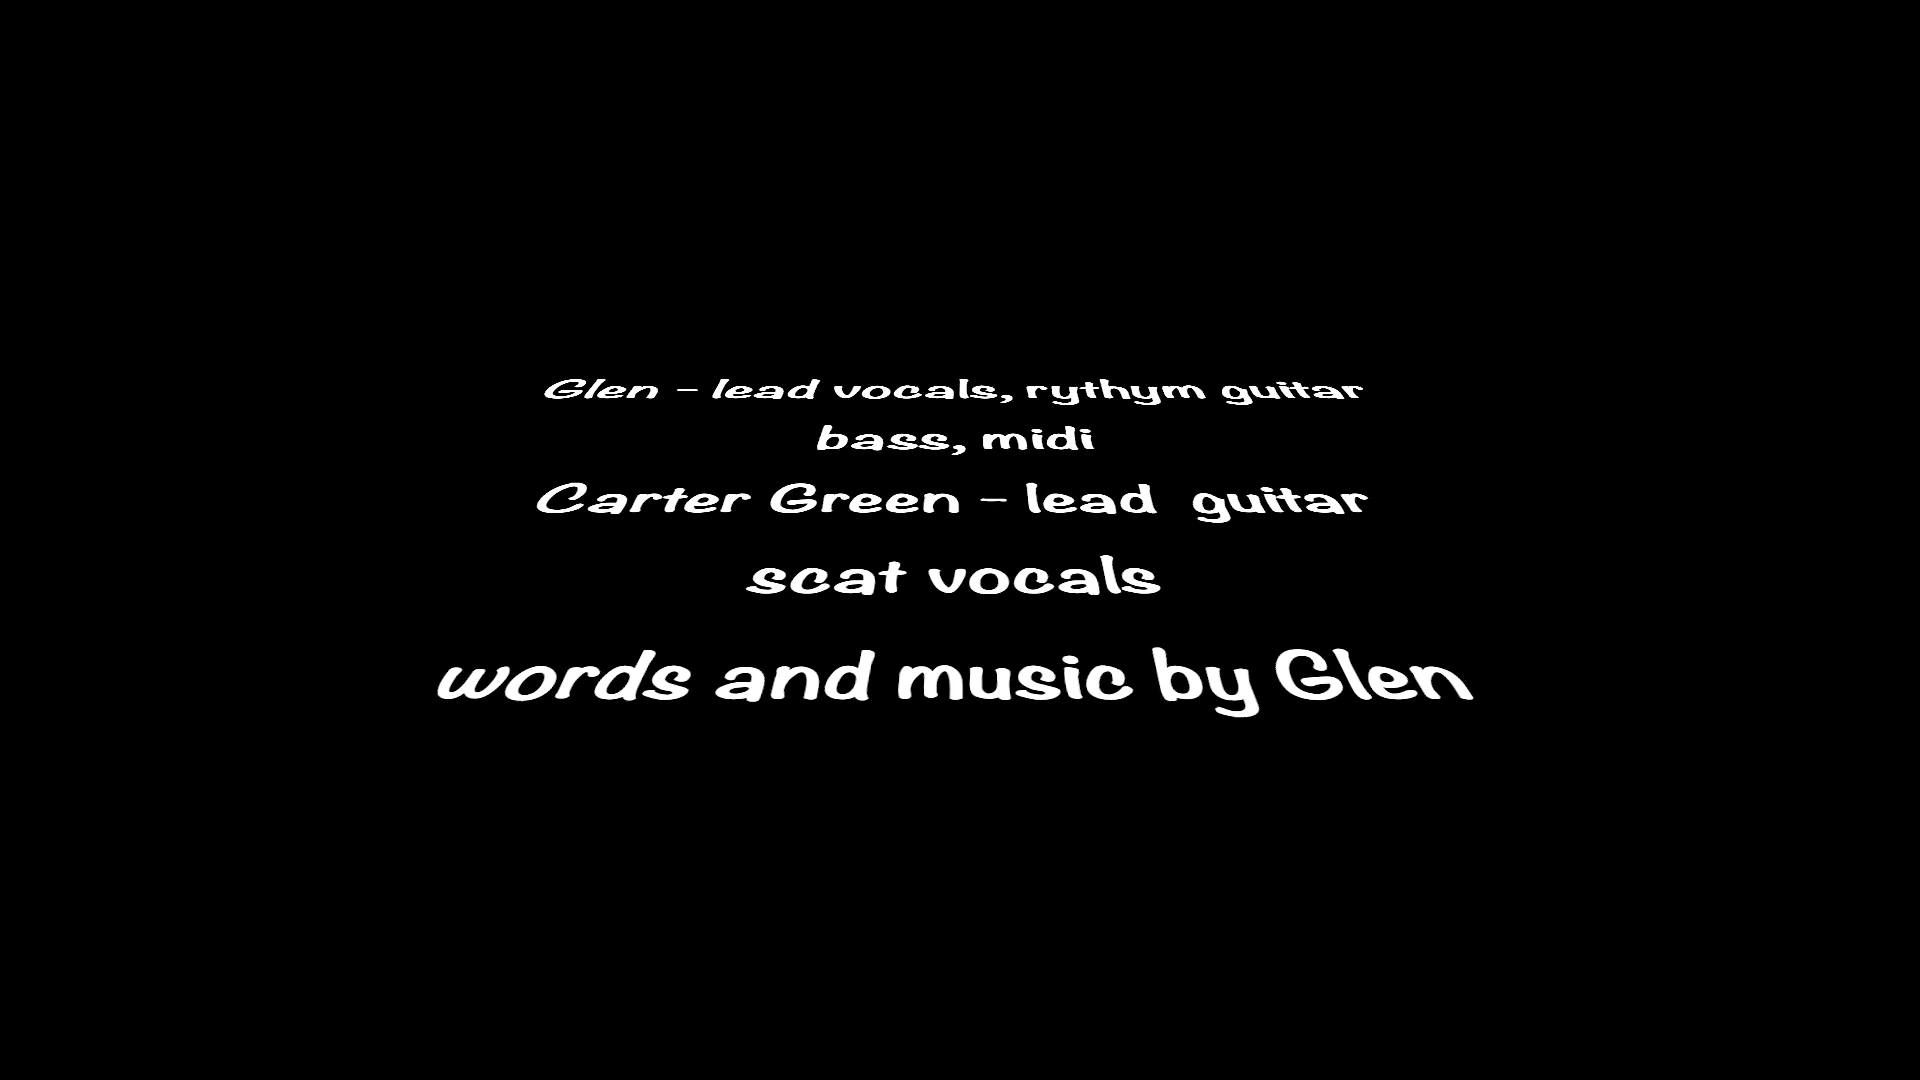 Glen - lead vocals, rythym guitar
bass, midi
Carter Green - lead guitar
scat vocals
words and music by Glen